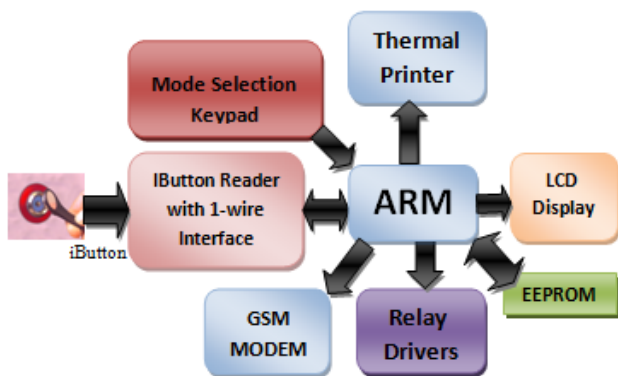 Thermal
Printer
Mode Selection
Keypad
IButton Reader
with 1-wire
Interface
ARM
LCD
Display
iButton
EEPROM
GSM
MODEM
Relay
Drivers